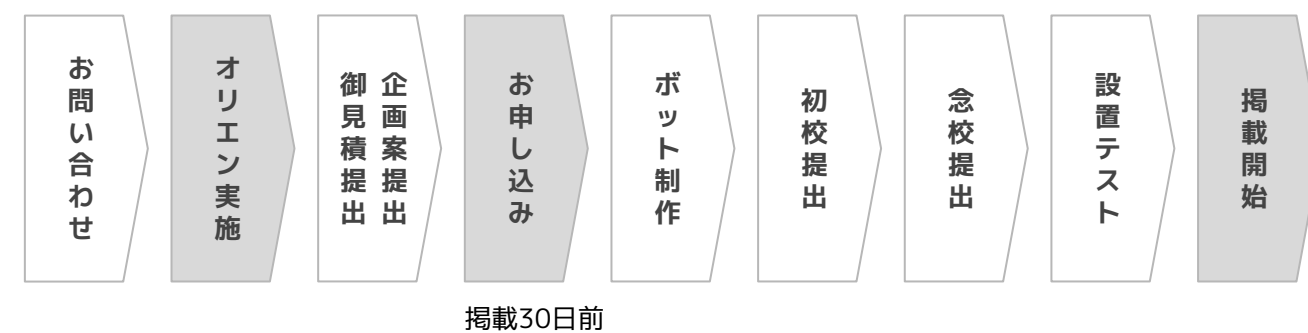 お問い合わせ
オリエン実施
企画案提出
御見積提出
お申し込み
ボット制作
初校提出
念校提出
設置テスト
掲載開始
掲載30日前